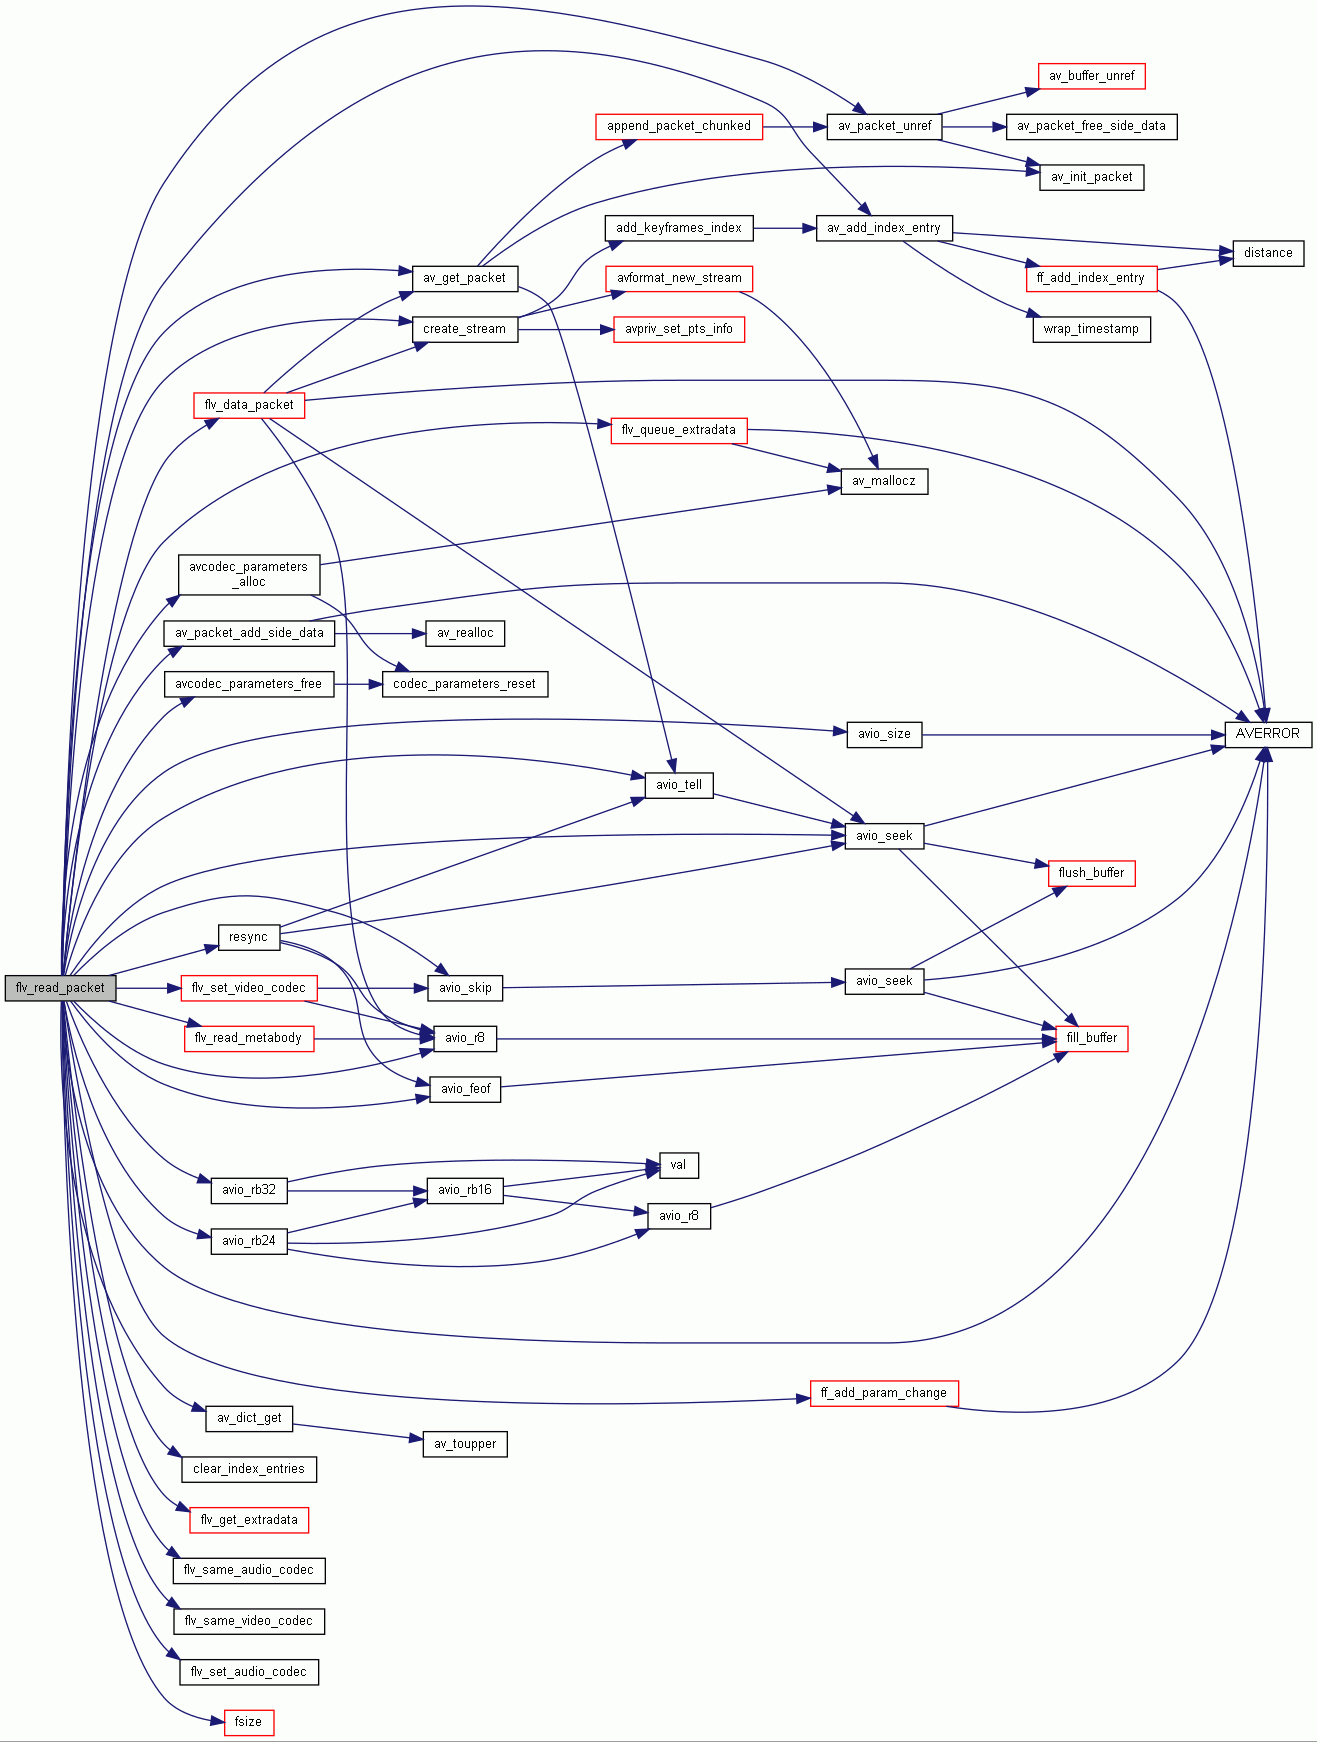 av_buffer_unref
append_packet_chunked
av_packet_unref
av_packet_free_side_data
av_init_packet
add_keyframes_index
av_add_index_entry
distance
av_get_packet
avformat_new_stream
ff_add_index_entry
create_stream
avpriv_set_pts_info
wrap_timestamp
flv_data_packet
flv_queue_extradata
av_mallocz
avcodec_parameters
_alloc
av_packet_add_side_data
av_realloc
avcodec_parameters_free
codec_parameters_reset
avio_size
AVERROR
avio_tell
avio_seek
flush_buffer
resync
flv_read_packet
flv_set_video_codec
avio_skip
avio_seek
flv_read_metabody
avio_r8
fill_buffer
avio_feof
val
avio_rb32
avio_rb16
avio_r8
avio_rb24
ff_add_param_change
av_dict_get
av_toupper
clear_index_entries
flv_get_extradata
flv_same_audio_codec
flv_same_video_codec
flv_set_audio_codec
fsize